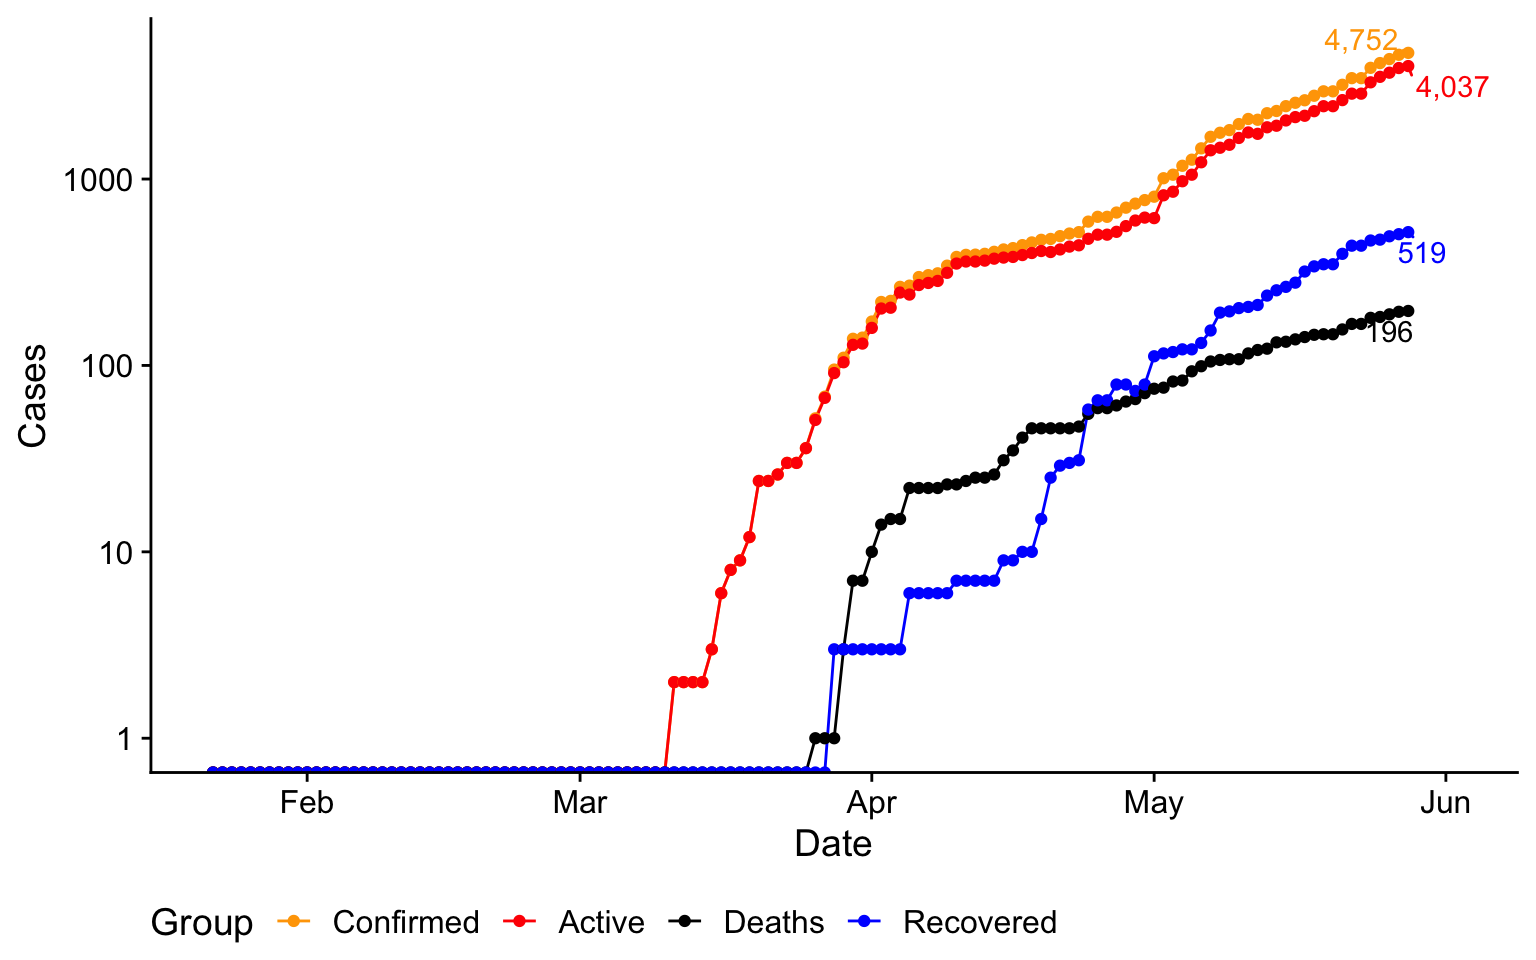 4,752
4,037
1000
519
196
100
Cases
10
1
Feb Mar Apr May Jun
Date
Group Confirmed Active Deaths Recovered